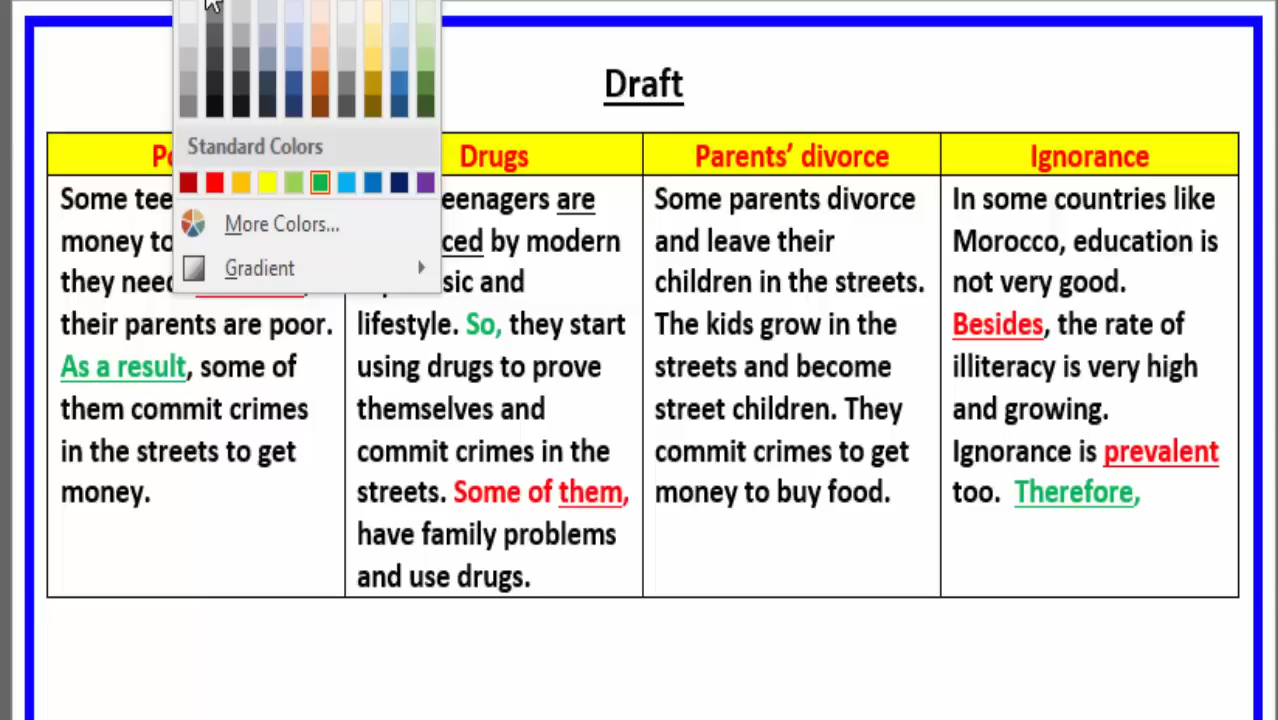 Draft
Standard Colors
More Colors...
Gradient
Drugs
Parents' divorce
Ignorance
Some
money
they need
their parents are poor.
As a result, some of
them commit crimes
in the streets to get
money.
teenagers are
by modern
and
lifestyle. So, they start
using drugs to prove
themselves and
commit crimes in the
streets. Some of them,
have family problems
and use drugs.
Some parents divorce
and leave their
children in the streets.
The kids grow in the
streets and become
street children. They
commit crimes to get
money to buy food.
In some countries like
Morocco, education is
not very good.
Besides, the rate of
illiteracy is very high
and growing.
Ignorance is prevalent
too. Therefore,